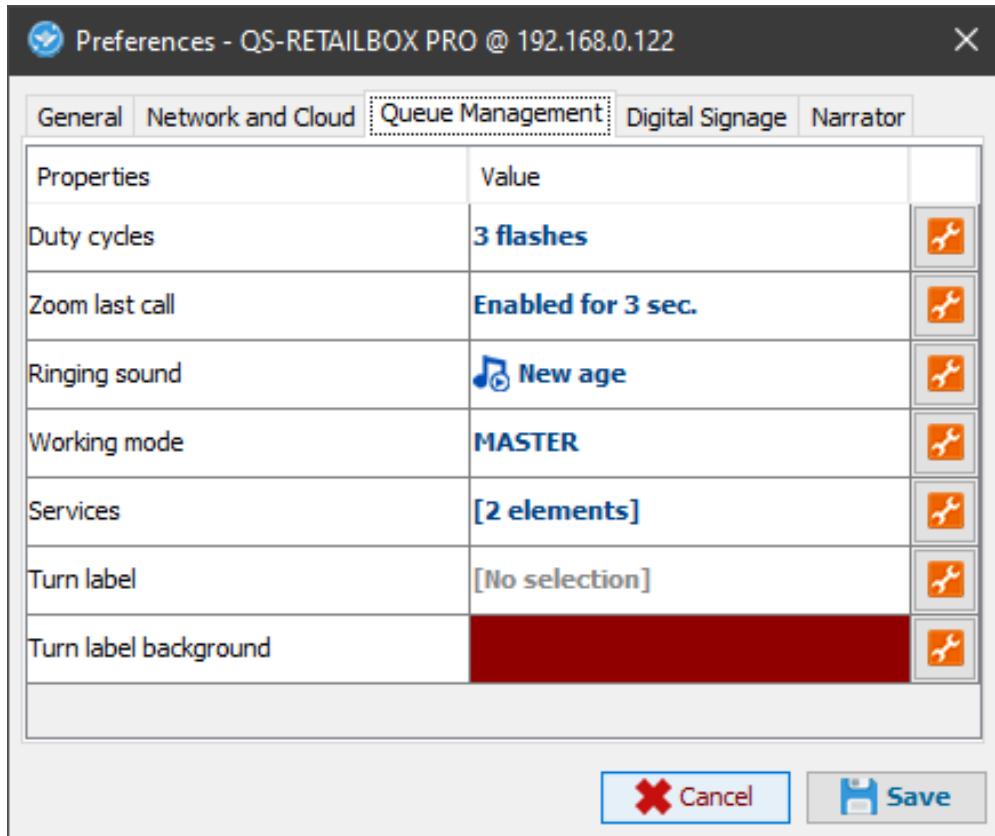 Preferences - QS-RETAILBOX PRO @ 192.168.0.122
General Network and Cloud Queue Management Digital Signage Narrator
Properties Value
Duty cycles 3 flashes
Zoom last call Enabled for 3 sec.
Ringing sound New age
Working mode MASTER
Services [2 elements]
Turn label [No selection]
Turn label background
Cancel Save